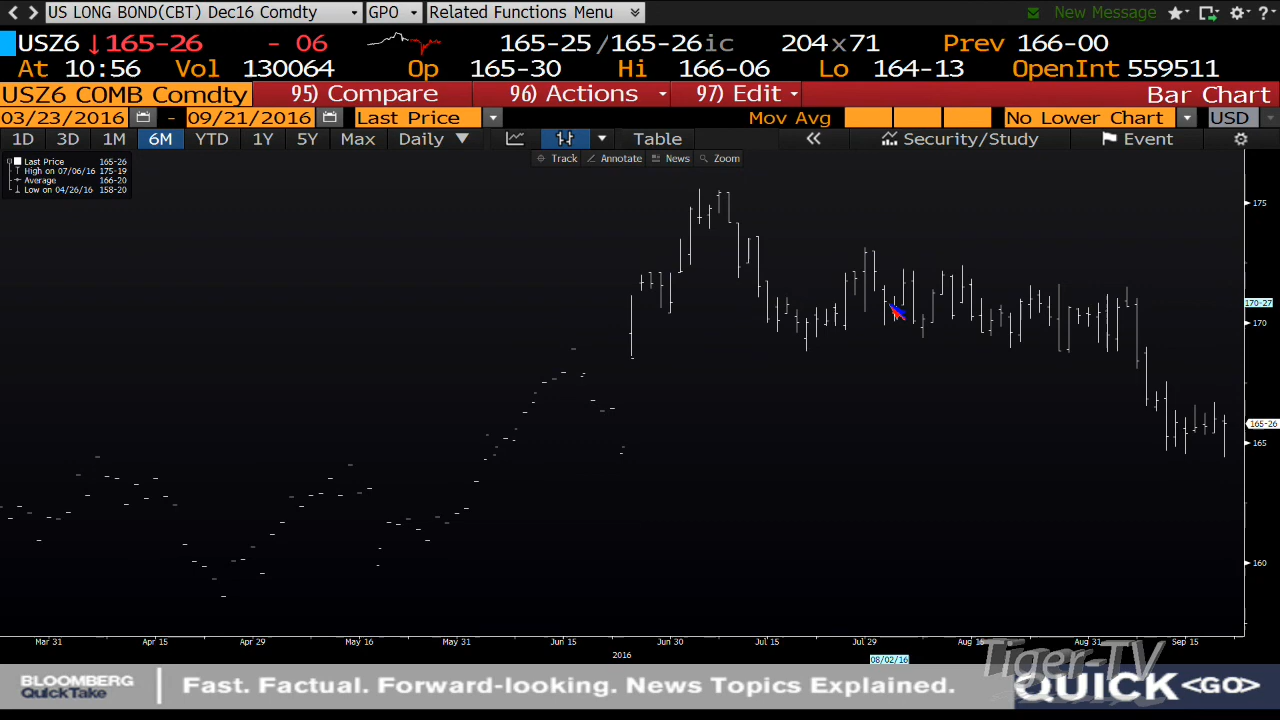 US LONG BOND(CBT) Dec16 Comdty GPO Related Functions Menu New Message ?
USZ6 ↓165-26 - 06 165-25/165-26ic 204x71 Prev 166-00
At 10:56 Vol 130064 Op 165-30 Hi 166-06 Lo 164-13 OpenInt 559511
USZ6 COMB Comdty 95) Compare 96) Actions 97) Edit Bar Chart
03/23/2016 - 09/21/2016 Last Price Mov Avg No Lower Chart USD
1D 3D 1M 6M YTD 1Y 5Y Max Daily Table « Security/Study Event
Track Annotate News Zoom
Last Price 165-26
High on 07/06/16 175-19
Average 166-20
Low on 04/26/16 158-20
175
170-27
170
165-26
165
160
Mar 31 Apr 15 Apr 29 May 16 May 31 Jun 15 Jun 30 Jul 15 Jul 29 Aug 15 Aug 31 Sep 15
2016
08/02/16
Tiger-TV
BLOOMBERG
QuickTake
Fast. Factual. Forward-looking. News Topics Explained.
QUICK <GO>